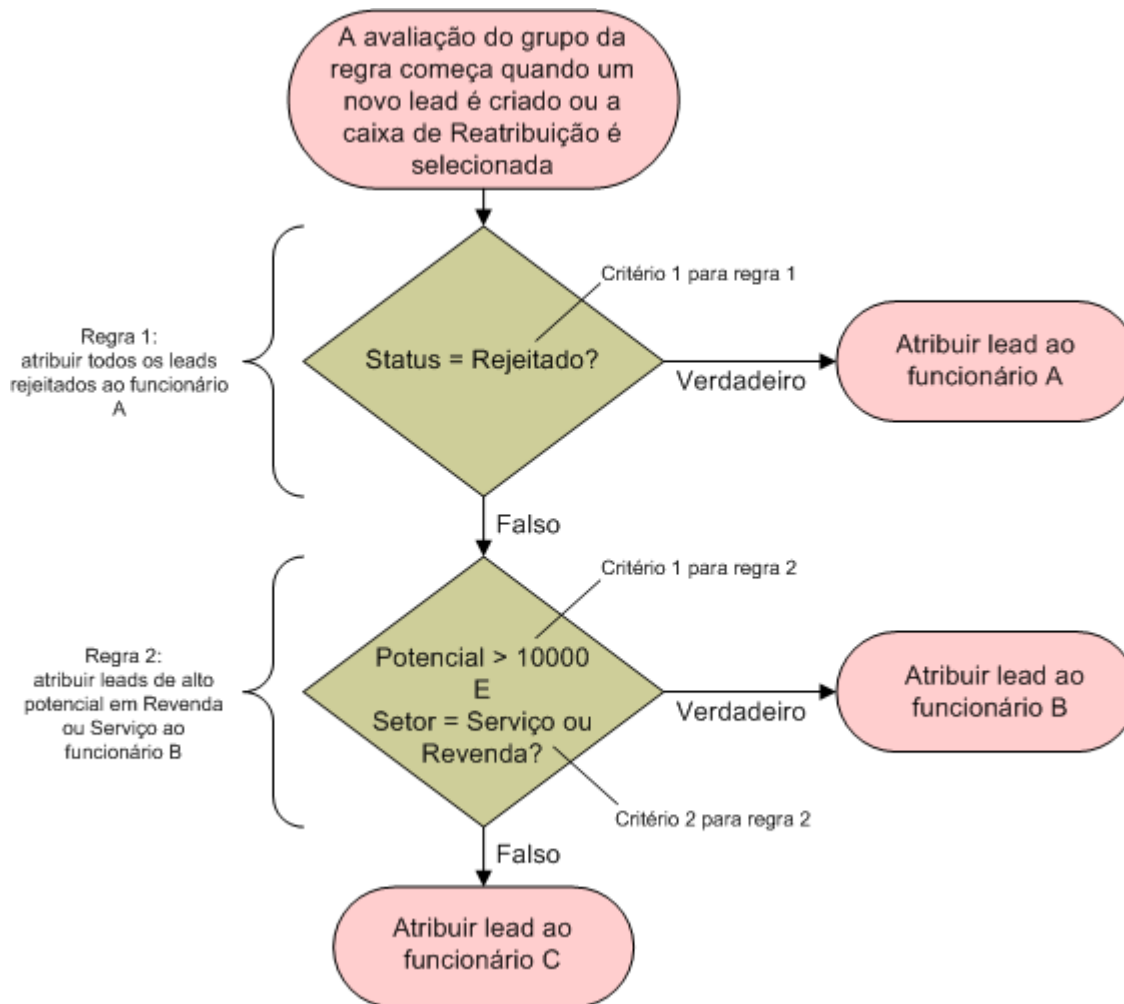 A avaliação do grupo da
regra começa quando um
novo lead é criado ou a
caixa de Reatribuição é
selecionada
Critério 1 para regra 1
Regra 1:
atribuir todos os leads
rejeitados ao funcionário
A
Status = Rejeitado?
Verdadeiro
Atribuir lead ao
funcionário A
Falso
Critério 1 para regra 2
Regra 2:
atribuir leads de alto
potencial em Revenda
ou Serviço ao
funcionário B
Potencial > 10000
E
Setor = Serviço ou
Revenda?
Verdadeiro
Atribuir lead ao
funcionário B
Critério 2 para regra 2
Falso
Atribuir lead ao
funcionário C